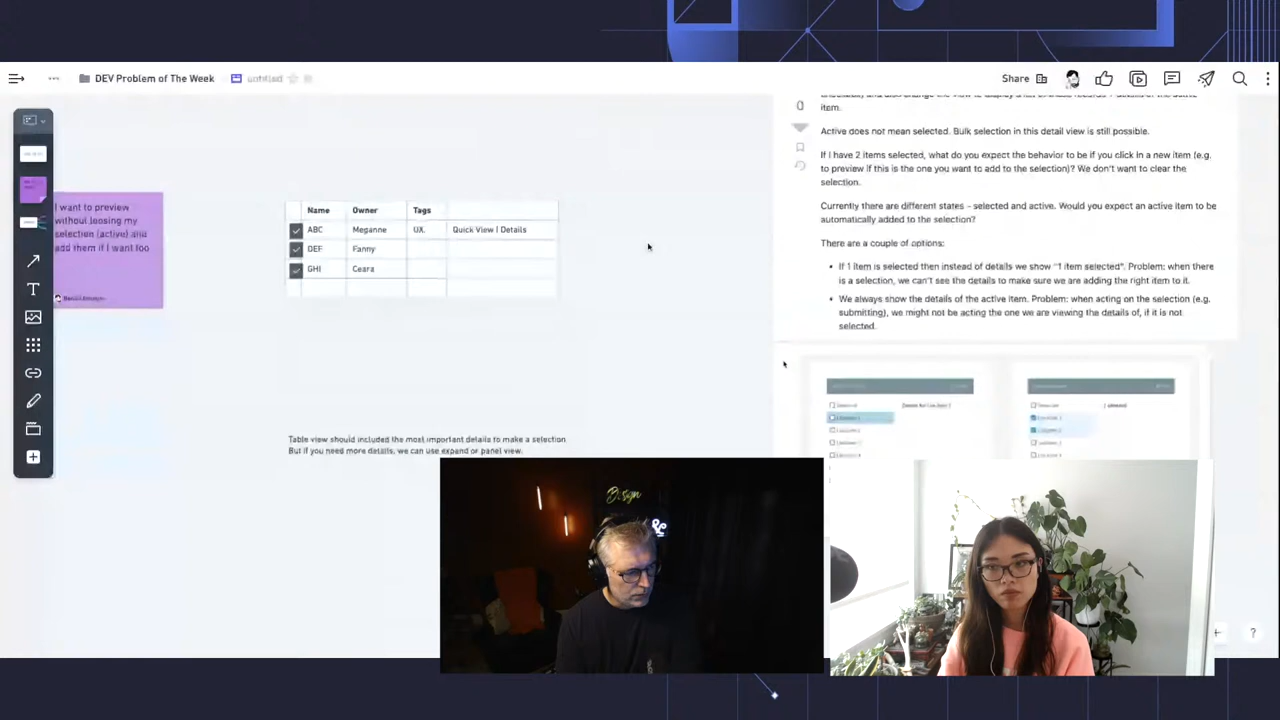 DEV Problem of The Week
untitled
Share
I want to preview
without loosing my
selection (active) and
add them if I want too
Name Owner Tags
ABC Meganne UX. Quick View | Details
DEF Fanny
GHI Ceara
Table view should included the most important details to make a selection
But if you need more details, we can use expand or panel view.
0
item.
Active does not mean selected. Bulk selection in this detail view is still possible.
If I have 2 items selected, what do you expect the behavior to be if you click in a new item (e.g.
to preview if this is the one you want to add to the selection)? We don't want to clear the
selection.
Currently there are different states - selected and active. Would you expect an active item to be
automatically added to the selection?
There are a couple of options:
If 1 item is selected then instead of details we show "1 item selected". Problem: when there
is a selection, we can't see the details to make sure we are adding the right item to it.
We always show the details of the active item. Problem: when acting on the selection (e.g.
submitting), we might not be acting the one we are viewing the details of, if it is not
selected.
Design
&
?